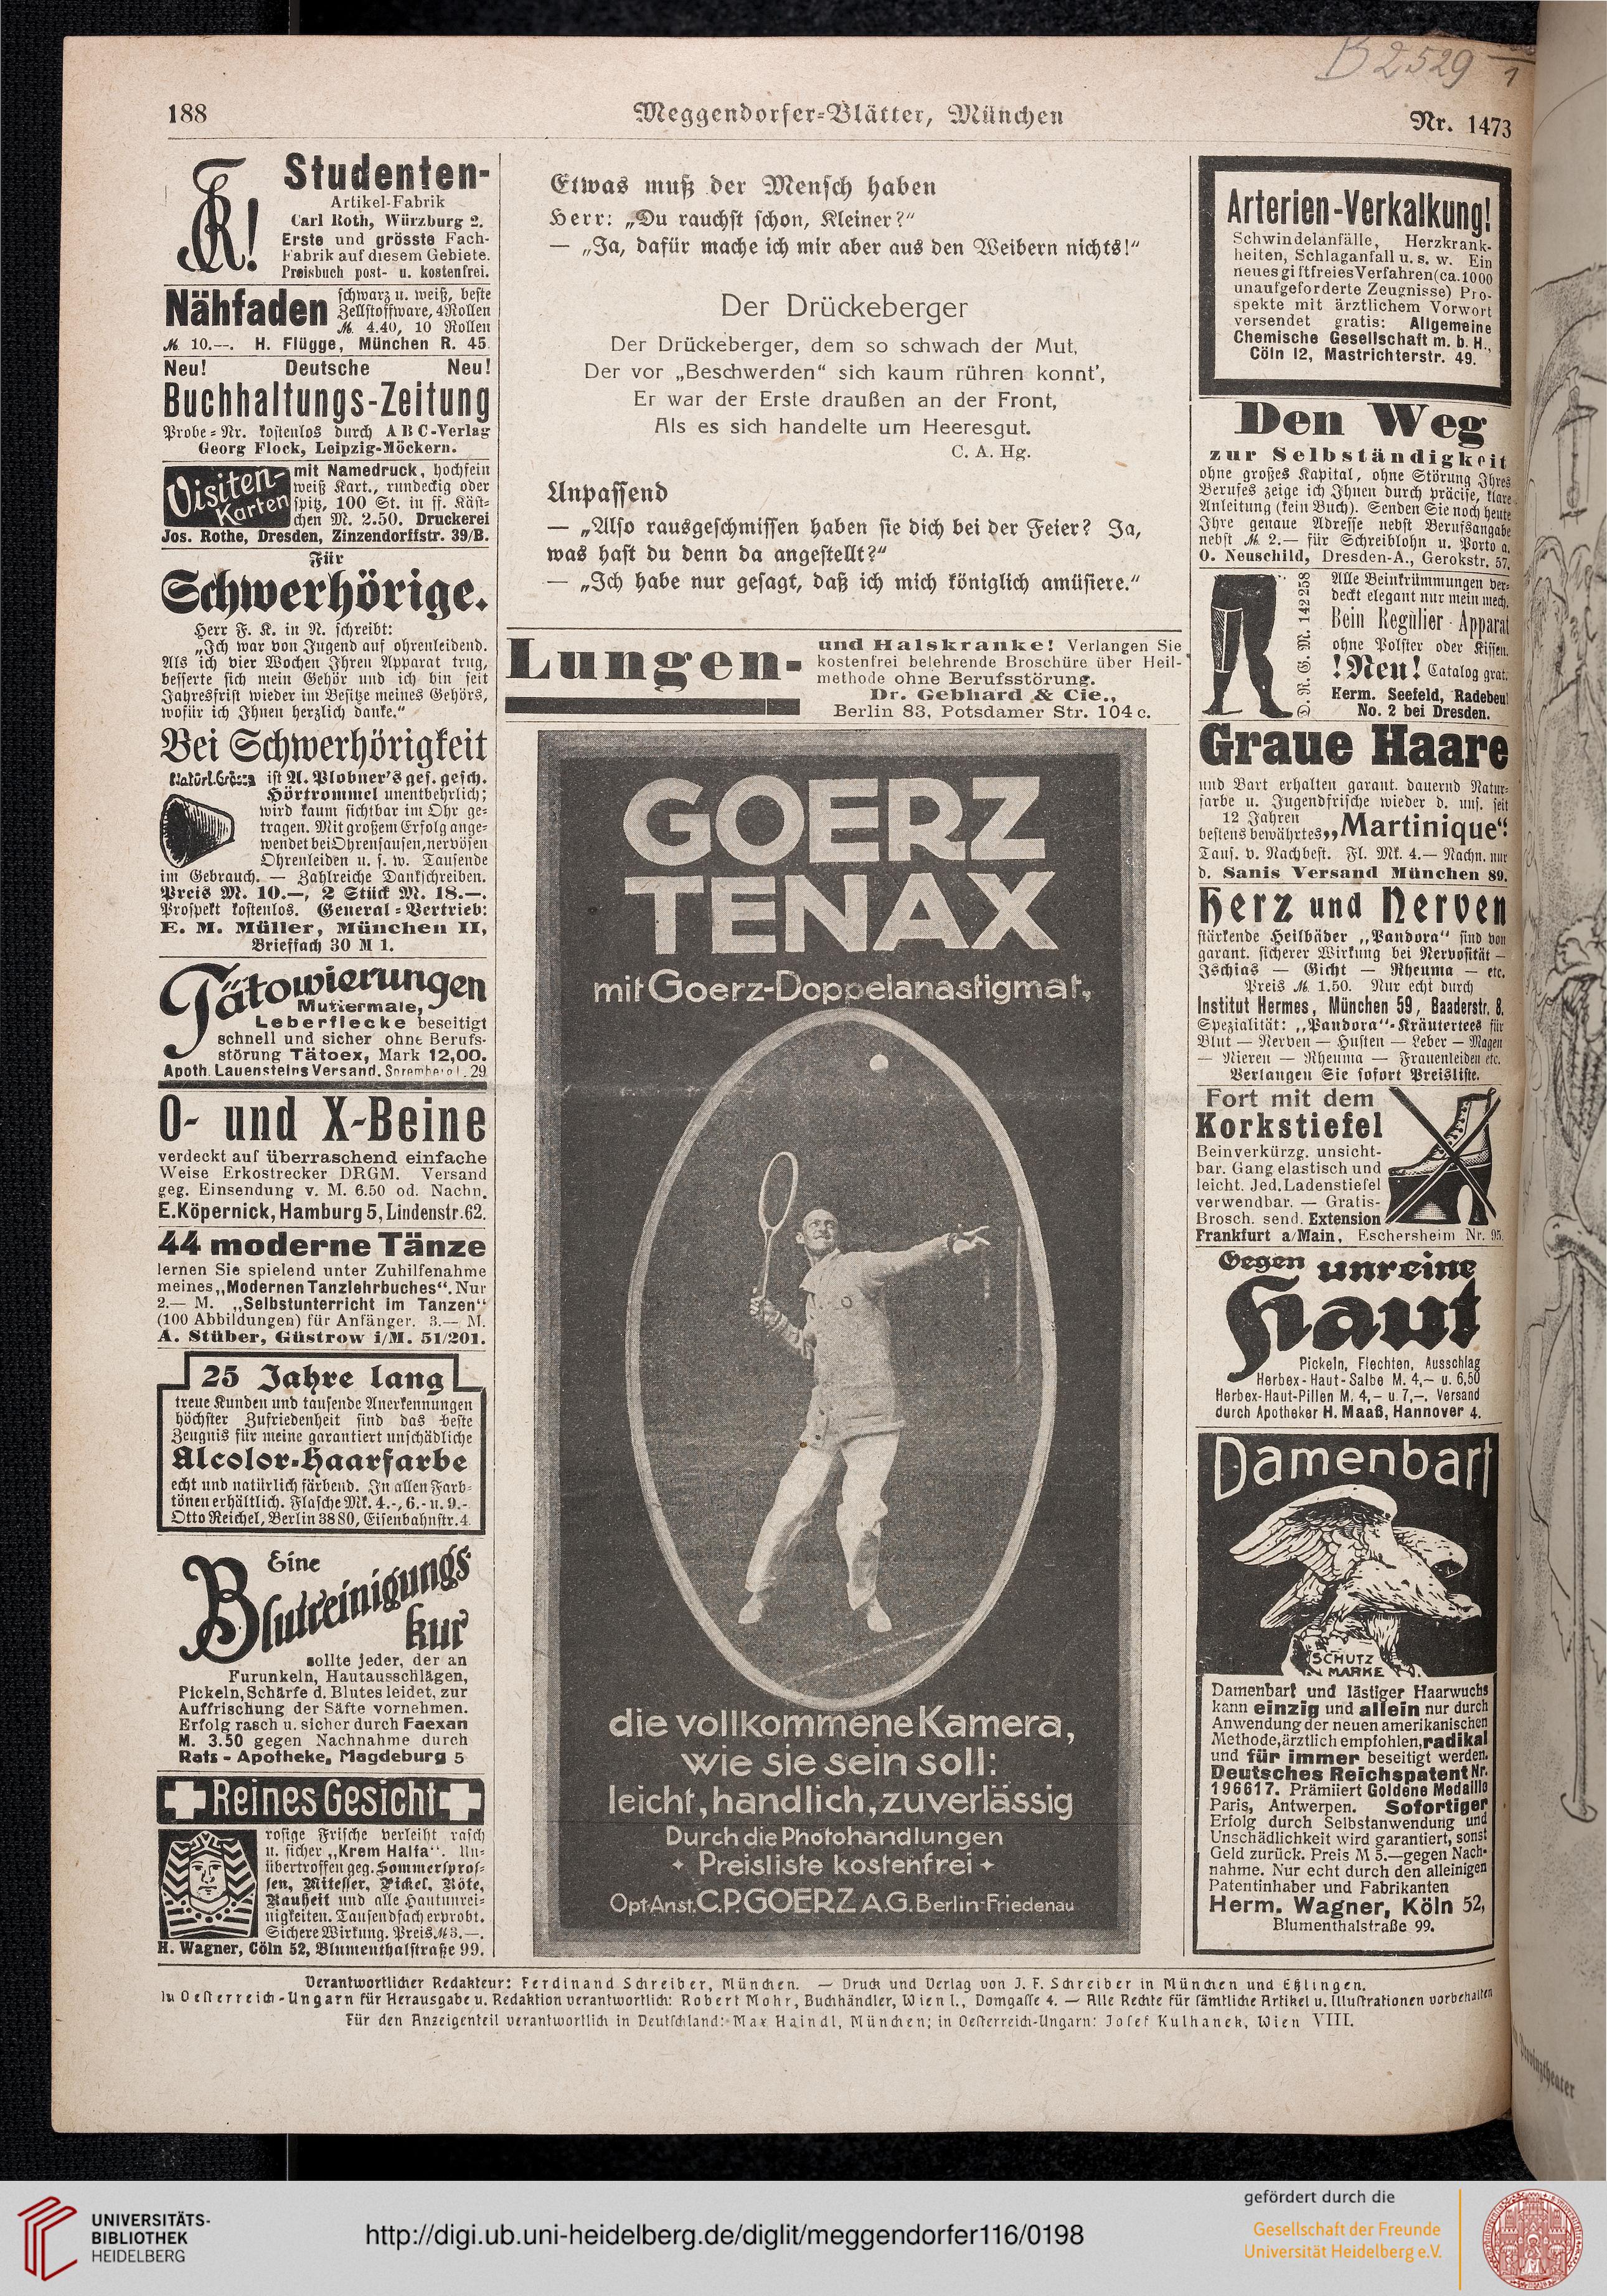 B 2529 1
188
Meggendorfer-Blätter, München
Nr. 1473
Studenten-
Artikel-Fabrik
Carl Roth, Würzburg 2.
Erste und grösste Fach-
Fabrik auf diesem Gebiete.
Preisbuch post- u. kostenfrei.
Nähfaden schwarz u. weiß, beste
Zellstoffware, 4 Rollen
M. 4.40, 10 Rollen
M. 10.--. H. Flügge, München R. 45
Neu! Deutsche Neu!
Buchhaltungs-Zeitung
Probe-Nr. kostenlos durch ABC-Verlag
Georg Flock, Leipzig-Möckern.
Visiten-
Karten
mit Namedruck, hochfein
weiß Kart., rundeckig oder
spitz, 100 St. in ff. Käst-
chen M. 2.50. Druckerei
Jos. Rothe, Dresden, Zinzendorffstr. 39/B.
Für
Schwerhörige.
Herr F. K. in N. schreibt:
„Ich war von Jugend auf ohrenleidend.
Als ich vier Wochen Ihren Apparat trug,
besserte sich mein Gehör und ich bin seit
Jahresfrist wieder im Besitze meines Gehörs,
wofür ich Ihnen herzlich danke.“
Bei Schwerhörigkeit
Natürl. Grösse
ist A. Plobner's ges. gesch.
Hörtrommel unentbehrlich;
wird kaum sichtbar im Ohr ge-
tragen. Mit großem Erfolg ange-
wendet bei Ohrensausen, nervösen
Ohrenleiden u. s. w. Tausende
im Gebrauch. — Zahlreiche Dankschreiben.
Preis M. 10.—, 2 Stück M. 18.—.
Prospekt kostenlos. General-Vertrieb:
E. M. Müller, München II,
Brieffach 30 M 1.
Tätowierungen
Muttermale,
Leberflecke beseitigt
schnell und sicher ohne Berufs-
störung Tätoex, Mark 12,00.
Apoth. Lauensteins Versand, Spremberg L. 29
O- und X-Beine
verdeckt auf überraschend einfache
Weise Erkostrecker DRGM. Versand
geg. Einsendung v. M. 6.50 od. Nachn.
E. Köpernick, Hamburg 5, Lindenstr. 62.
44 moderne Tänze
lernen Sie spielend unter Zuhilfenahme
meines „Modernen Tanzlehrbuches“. Nur
2.— M. „Selbstunterricht im Tanzen“
(100 Abbildungen) für Anfänger. 3.— M.
A. Stüber, Güstrow i/M. 51/201.
25 Jahre lang
treue Kunden und tausende Anerkennungen
höchster Zufriedenheit sind das beste
Zeugnis für meine garantiert unschädliche
Alcolor-Haarfarbe
echt und natürlich färbend. In allen Farb-
tönen erhältlich. Flasche Mk. 4.-, 6.- u. 9.-
Otto Reichel, Berlin 38 SO, Eisenbahnstr. 4
Eine
Blutreinigungs
kur
sollte jeder, der an
Furunkeln, Hautausschlägen,
Pickeln, Schärfe d. Blutes leidet, zur
Auffrischung der Säfte vornehmen.
Erfolg rasch u. sicher durch Faexan
M. 3.50 gegen Nachnahme durch
Rats-Apotheke, Magdeburg 5
Reines Gesicht
rosige Frische verleiht rasch
u. sicher „Krem Halfa“. Un-
übertroffen geg. Sommerspros-
sen, Mitesser, Pickel, Röte,
Rauheit und alle Hautunrei-
nigkeiten. Tausendfach erprobt.
Sichere Wirkung. Preis M 3.—.
H. Wagner, Cöln 52, Blumenthalstraße 99.
Etwas muß der Mensch haben
Herr: „Du rauchst schon, Kleiner?“
— „Ja, dafür mache ich mir aber aus den Weibern nichts!“
Der Drückeberger
Der Drückeberger, dem so schwach der Mut,
Der vor „Beschwerden“ sich kaum rühren konnt',
Er war der Erste draußen an der Front,
Als es sich handelte um Heeresgut.
C. A. Hg.
Unpassend
— „Also rausgeschmissen haben sie dich bei der Feier? Ja,
was hast du denn da angestellt?“
— „Ich habe nur gesagt, daß ich mich königlich amüsiere.“
Lungen-
und Halskranke! Verlangen Sie
kostenfrei belehrende Broschüre über Heil-
methode ohne Berufsstörung.
Dr. Gebhard & Cie.,
Berlin 83, Potsdamer Str. 104 c.
GOERZ
TENAX
mit Goerz-Doppelanastigmat,
die vollkommene Kamera,
wie sie sein soll:
leicht, handlich, zuverlässig
Durch die Photohandlungen
Preisliste kostenfrei
Opt. Anst. C.P. GOERZ A.G. Berlin-Friedenau
Arterien-Verkalkung!
Schwindelanfälle, Herzkrank-
heiten, Schlaganfall u. s. w. Ein
neues giftfreies Verfahren (ca. 1000
unaufgeforderte Zeugnisse) Pro-
spekte mit ärztlichem Vorwort
versendet gratis: Allgemeine
Chemische Gesellschaft m. b. H.,
Cöln 12, Mastrichterstr. 49.
Den Weg
zur Selbständigkeit
ohne großes Kapital, ohne Störung Ihres
Berufes zeige ich Ihnen durch präcise, klare
Anleitung (kein Buch). Senden Sie noch heute
Ihre genaue Adresse nebst Berufsangabe
nebst M. 2.— für Schreiblohn u. Porto a.
O. Neuschild, Dresden-A., Gerokstr. 57.
D. R. G. M. 142258
Alle Beinkrümmungen ver-
deckt elegant nur mein mech.
Bein Regulier-Apparat
ohne Polster oder Kissen.
!Neu! Catalog grat.
Herm. Seefeld, Radebeul
No. 2 bei Dresden.
Graue Haare
und Bart erhalten garant. dauernd Natur-
farbe u. Jugendfrische wieder d. uns. seit
12 Jahren
bestens bewährtes „Martinique“.
Taus. v. Nachbest. Fl. Mk. 4.— Nachn. nur
d. Sanis Versand München 89.
Herz und Nerven
stärkende Heilbäder „Pandora“ sind von
garant. sicherer Wirkung bei Nervosität —
Ischias — Gicht — Rheuma — etc.
Preis M. 1.50. Nur echt durch
Institut Hermes, München 59, Baaderstr. 8.
Spezialität: „Pandora“-Kräutertees für
Blut — Nerven — Husten — Leber — Magen
— Nieren — Rheuma — Frauenleiden etc.
Verlangen Sie sofort Preisliste.
Fort mit dem
Korkstiefel
Beinverkürzg. unsicht-
bar. Gang elastisch und
leicht. Jed. Ladenstiefel
verwendbar. — Gratis-
Brosch. send. Extension
Frankfurt a/Main, Eschersheim Nr. 95.
Gegen unreine
Haut
Pickeln, Flechten, Ausschlag
Herbex-Haut-Salbe M. 4,— u. 6,50
Herbex-Haut-Pillen M. 4,— u. 7,—. Versand
durch Apotheker H. Maaß, Hannover 4.
Damenbart
SCHUTZ
MARKE
Damenbart und lästiger Haarwuchs
kann einzig und allein nur durch
Anwendung der neuen amerikanischen
Methode, ärztlich empfohlen, radikal
und für immer beseitigt werden.
Deutsches Reichspatent Nr.
196617. Prämiiert Goldene Medaille
Paris, Antwerpen. Sofortiger
Erfolg durch Selbstanwendung und
Unschädlichkeit wird garantiert, sonst
Geld zurück. Preis M 5.—gegen Nach-
nahme. Nur echt durch den alleinigen
Patentinhaber und Fabrikanten
Herm. Wagner, Köln 52,
Blumenthalstraße 99.
Verantwortlicher Redakteur: Ferdinand Schreiber, München. — Druck und Verlag von J. F. Schreiber in München und Eßlingen.
In Oesterreich-Ungarn für Herausgabe u. Redaktion verantwortlich: Robert Mohr, Buchhändler, Wien I., Domgasse 4. — Alle Rechte für sämtliche Artikel u. Illustrationen vorbehalten
Für den Anzeigenteil verantwortlich in Deutschland: Max Haindl, München; in Oesterreich-Ungarn: Josef Kulhanek, Wien VIII.
UNIVERSITÄTS-
BIBLIOTHEK
HEIDELBERG
http://digi.ub.uni-heidelberg.de/diglit/meggendorfer116/0198
gefördert durch die
Gesellschaft der Freunde
Universität Heidelberg e.V.